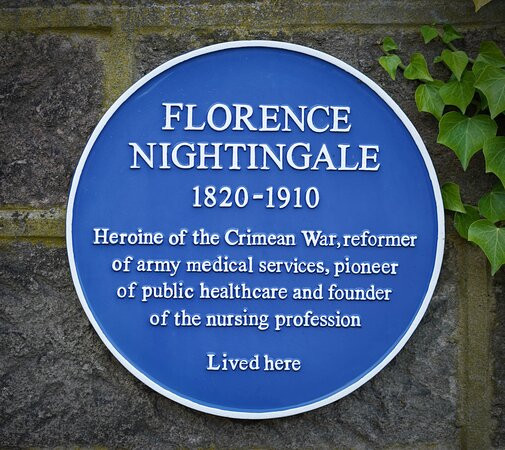 FLORENCE
NIGHTINGALE
1820-1910
Heroine of the Crimean War, reformer
of army medical services, pioneer
of public healthcare and founder
of the nursing profession
Lived here